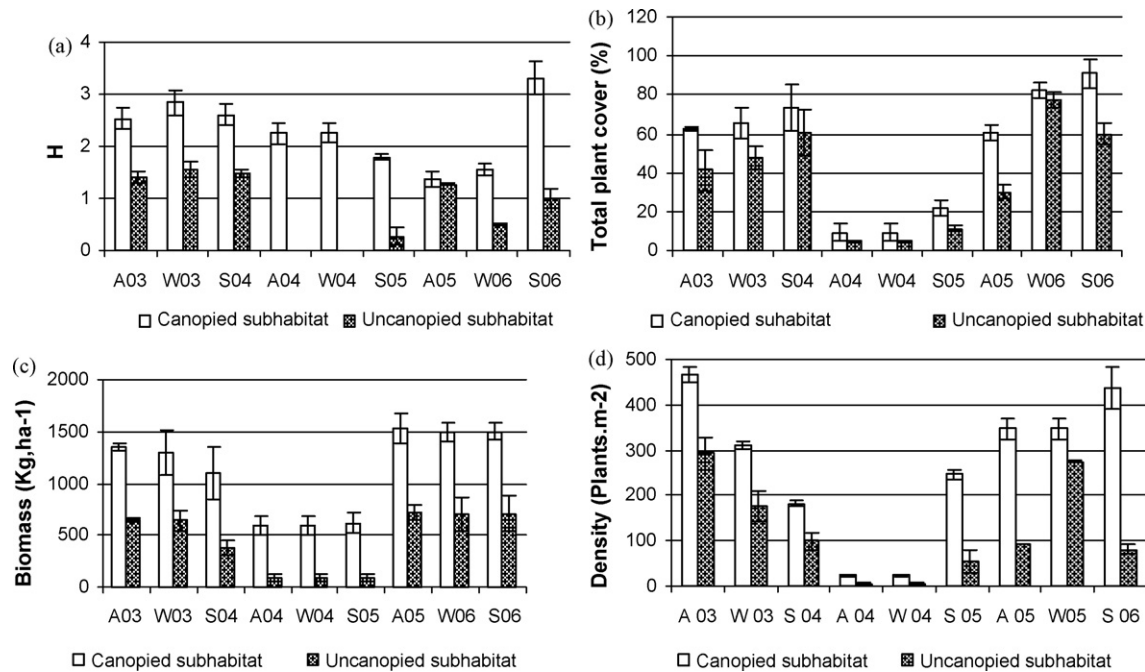 (a)
H
4
3
2
1
0
A03 W03 S04 A04 W04 S05 A05 W06 S06
Canopied subhabitat Uncanopied subhabitat
(b)
Total plant cover (%)
120
100
80
60
40
20
0
A03 W03 S04 A04 W04 S05 A05 W06 S06
Canopied suhabitat Uncanopied subhabitat
(c)
Biomass (Kg,ha-1)
2000
1500
1000
500
0
A03 W03 S04 A04 W04 S05 A05 W06 S06
Canopied subhabitat Uncanopied subhabitat
(d)
Density (Plants.m-2)
500
400
300
200
100
0
A 03 W 03 S 04 A 04 W 04 S 05 A 05 W05 S 06
Canopied subhabitat Uncanopied subhabitat